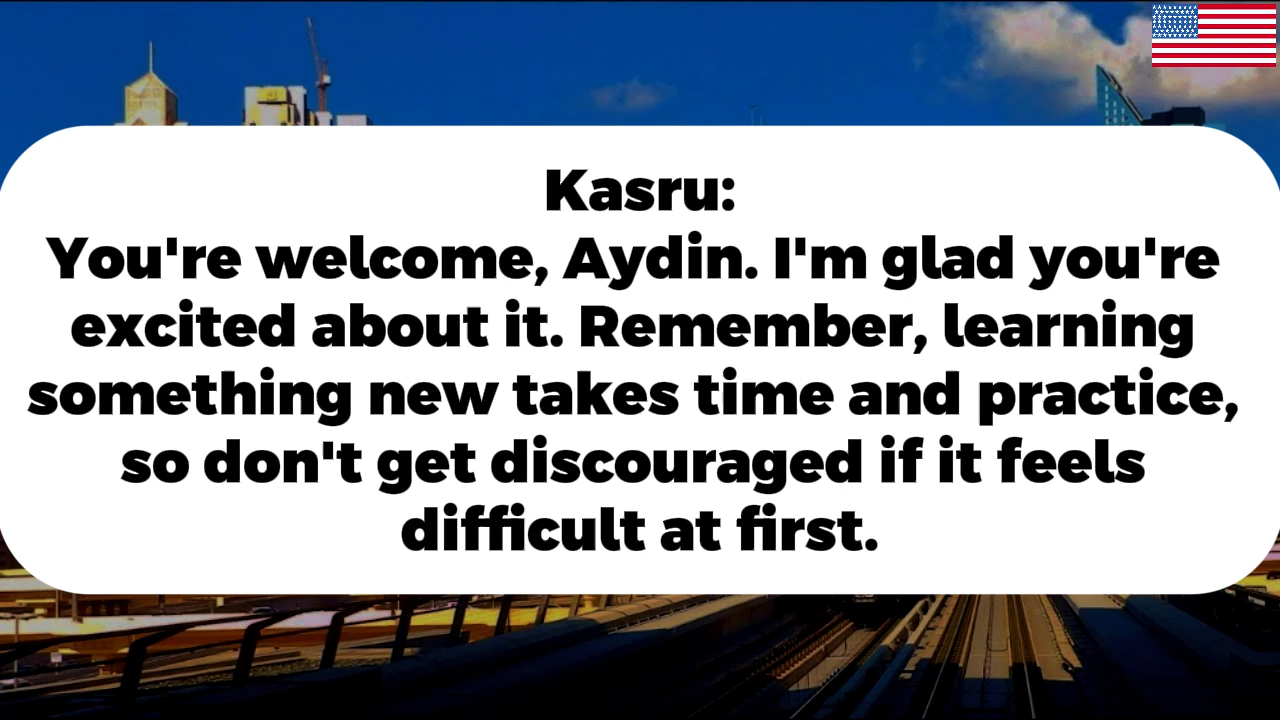 Kasru:
You're welcome, Aydin. I'm glad you're
excited about it. Remember, learning
something new takes time and practice,
so don't get discouraged if it feels
difficult at first.